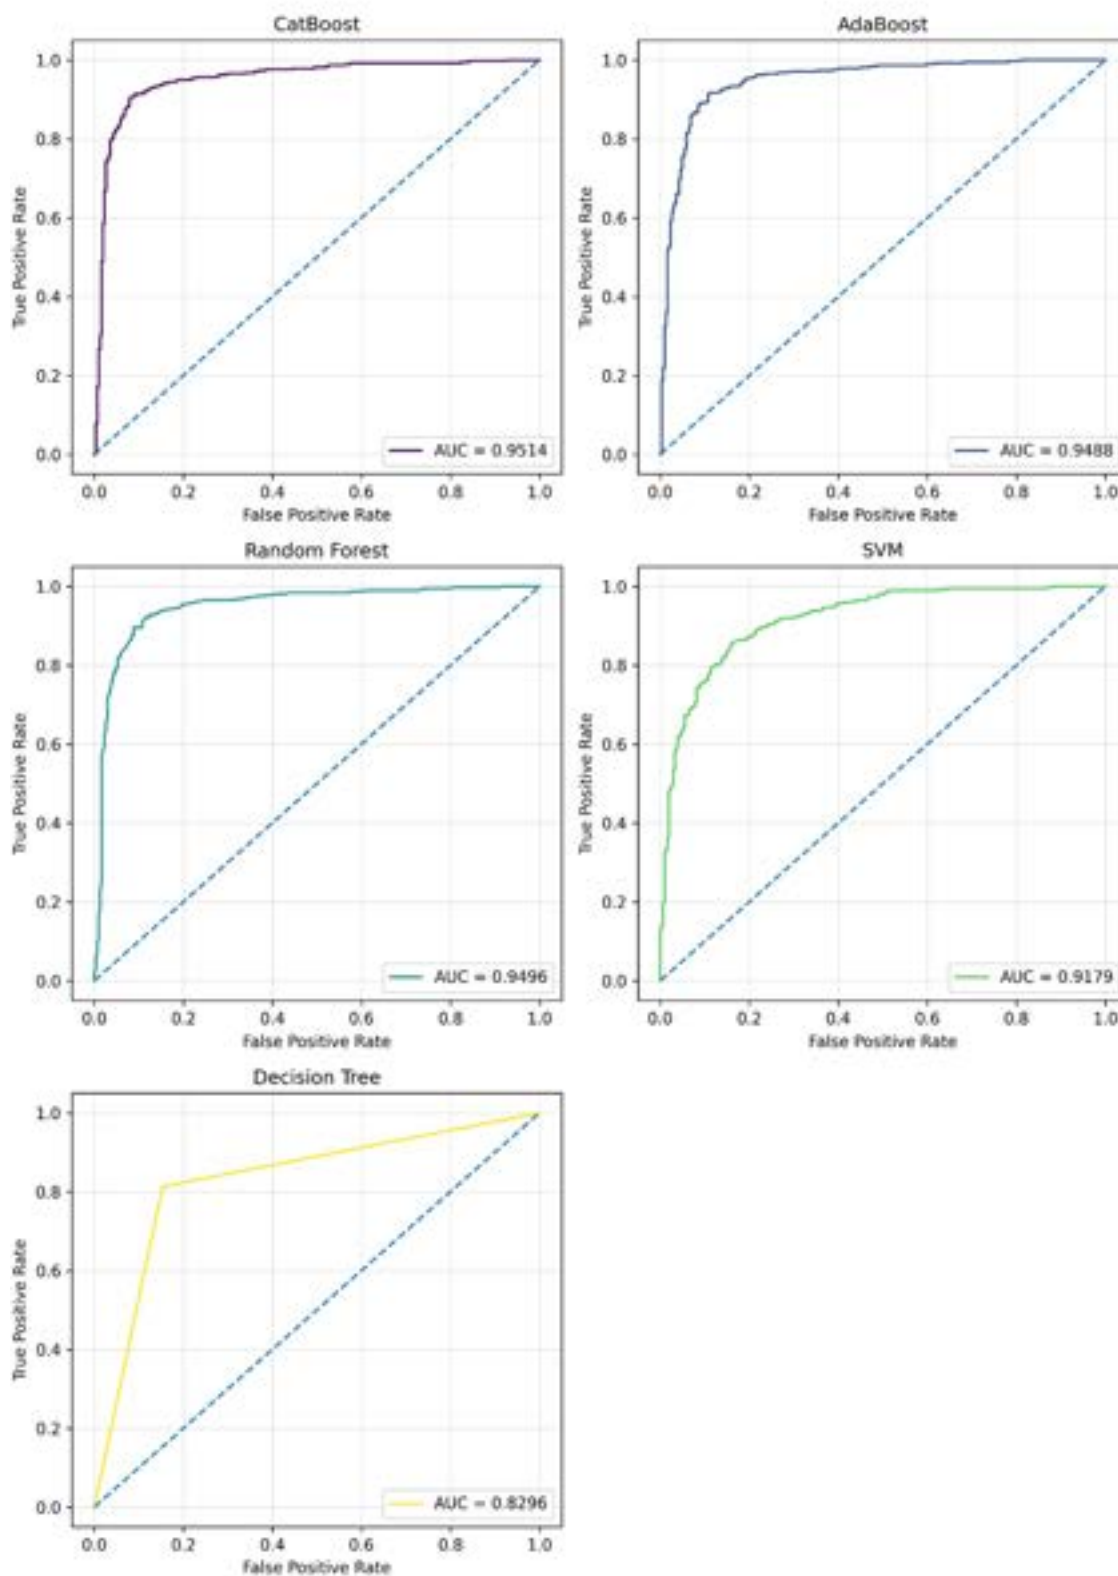 CatBoost
1.0
0.8
0.6
0.4
0.2
0.0
True Positive Rate
AUC = 0.9514
0.0 0.2 0.4 0.6 0.8 1.0
False Positive Rate
AdaBoost
1.0
0.8
0.6
0.4
0.2
0.0
True Positive Rate
AUC = 0.9488
0.0 0.2 0.4 0.6 0.8 1.0
False Positive Rate
Random Forest
1.0
0.8
0.6
0.4
0.2
0.0
True Positive Rate
AUC = 0.9496
0.0 0.2 0.4 0.6 0.8 1.0
False Positive Rate
SVM
1.0
0.8
0.6
0.4
0.2
0.0
True Positive Rate
AUC = 0.9179
0.0 0.2 0.4 0.6 0.8 1.0
False Positive Rate
Decision Tree
1.0
0.8
0.6
0.4
0.2
0.0
True Positive Rate
AUC = 0.8296
0.0 0.2 0.4 0.6 0.8 1.0
False Positive Rate